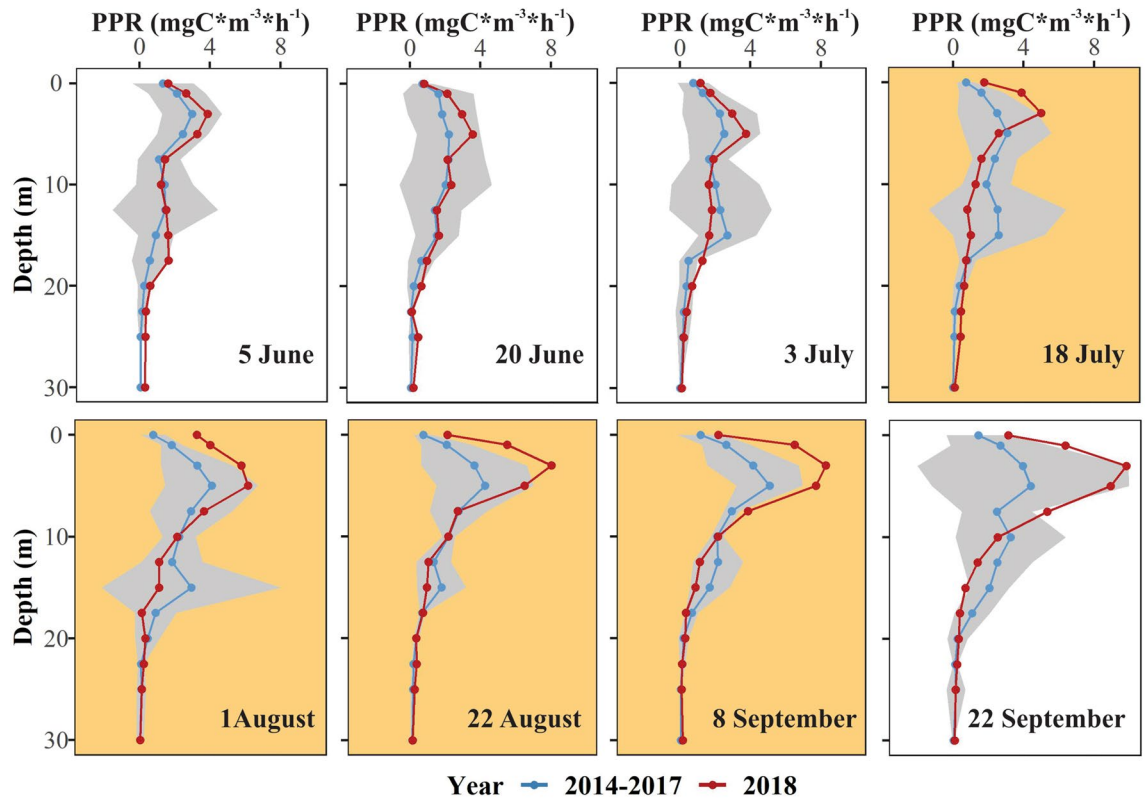 PPR (mgC*m⁻³*h⁻¹) PPR (mgC*m⁻³*h⁻¹) PPR (mgC*m⁻³*h⁻¹) PPR (mgC*m⁻³*h⁻¹)
0 4 8 0 4 8 0 4 8 0 4 8
0
10
20
30
Depth (m)
5 June
20 June
3 July
18 July
0
10
20
30
Depth (m)
1August
22 August
8 September
22 September
Year 2014-2017 2018